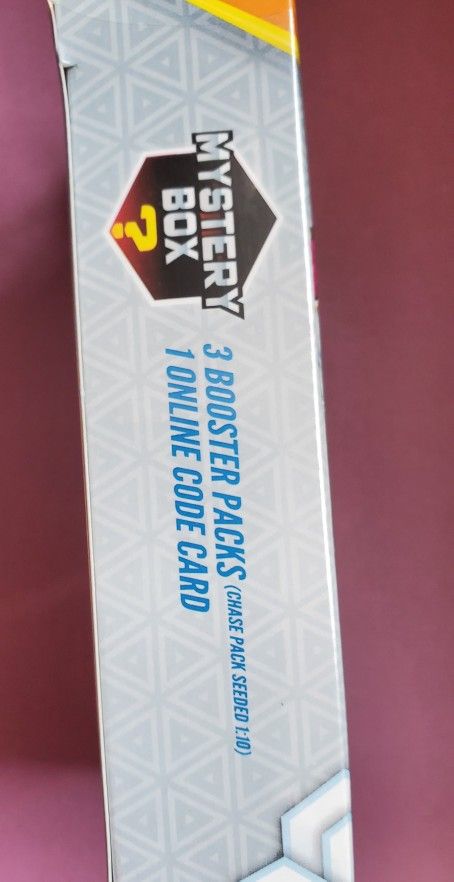 MYSTERY
BOX
?
3 BOOSTER PACKS (CHASE PACK SEEDED 1:10)
1 ONLINE CODE CARD